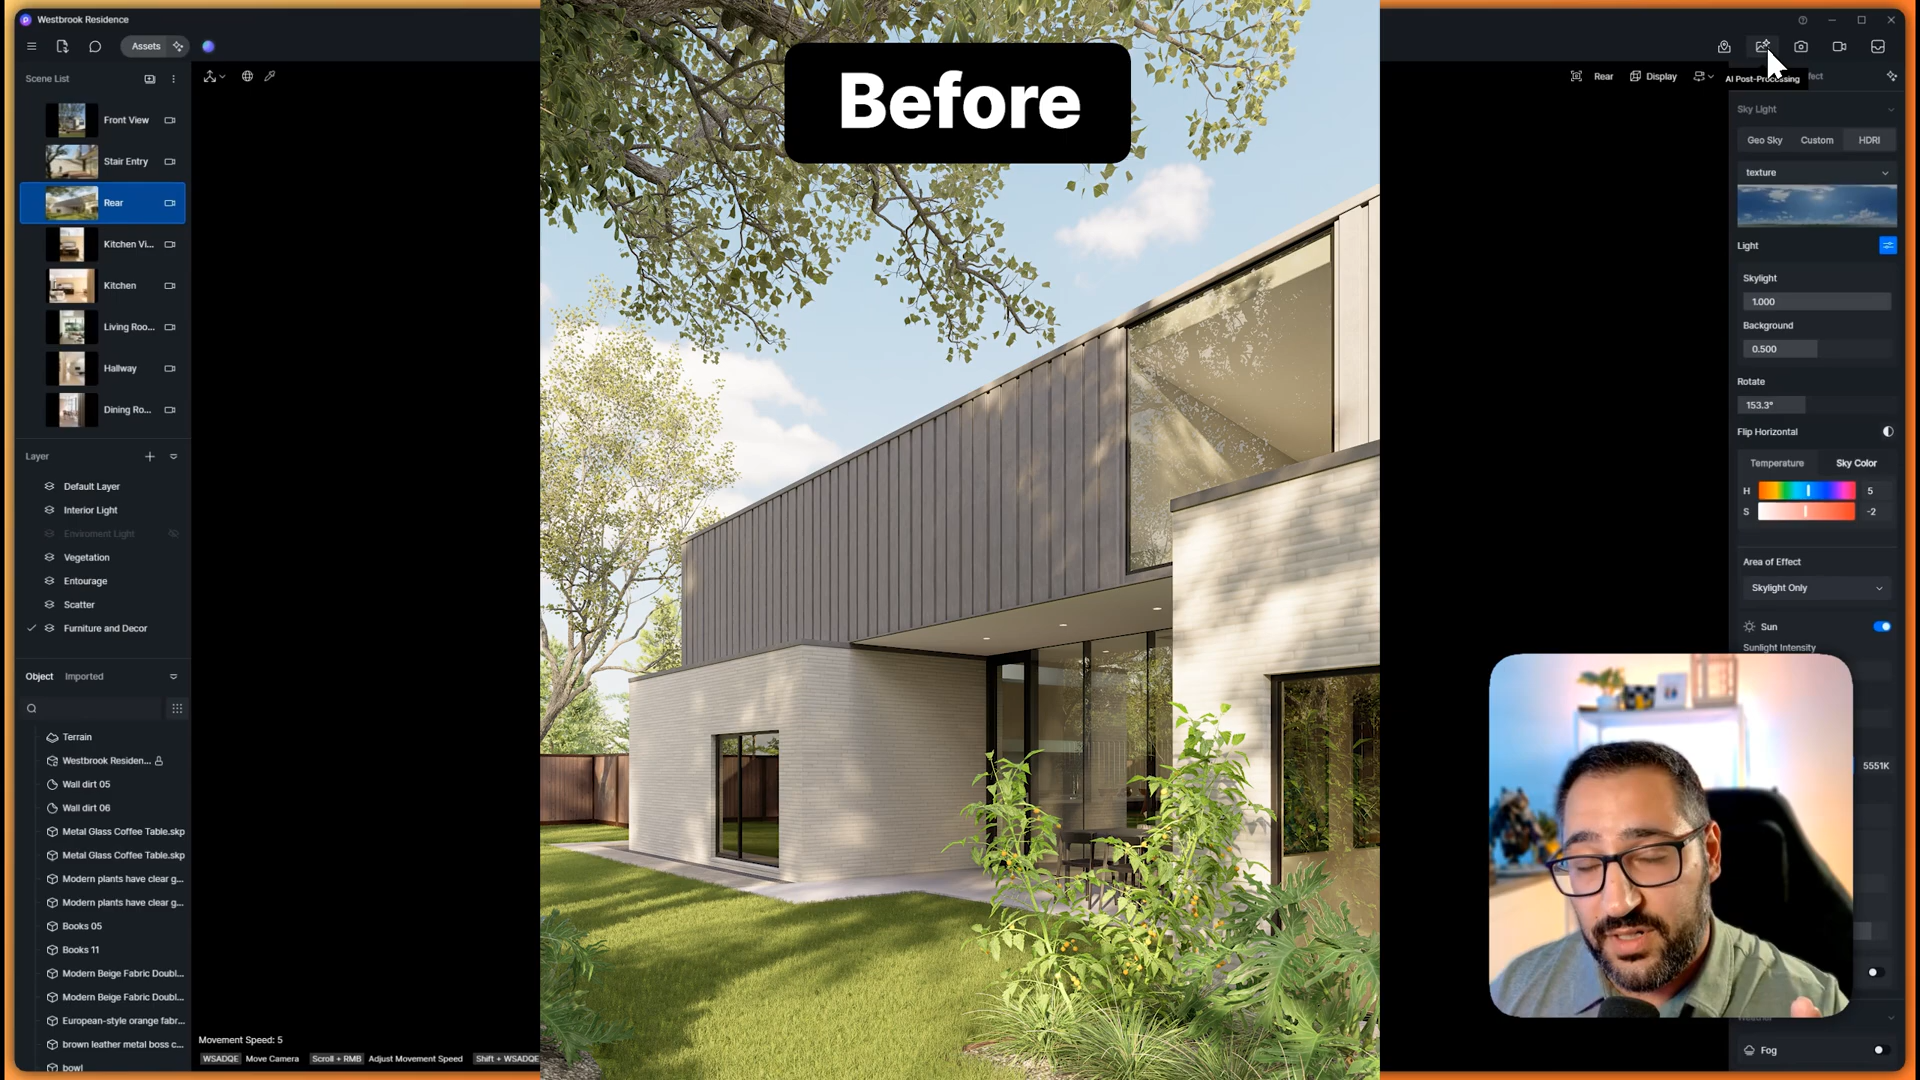 Westbrook Residence
Assets
Scene List
Front View
Stair Entry
Rear
Kitchen Vi...
Kitchen
Living Roo...
Hallway
Dining Ro...
Layer
Default Layer
Interior Light
Enviroment Light
Vegetation
Entourage
Scatter
Furniture and Decor
Object Imported
Terrain
Westbrook Residen...
Wall dirt 05
Wall dirt 06
Metal Glass Coffee Table.skp
Metal Glass Coffee Table.skp
Modern plants have clear g...
Modern plants have clear g...
Books 05
Books 11
Modern Beige Fabric Doubl...
Modern Beige Fabric Doubl...
European-style orange fabr...
brown leather metal boss c...
bowl
Movement Speed: 5
WSADQE Move Camera Scroll + RMB Adjust Movement Speed Shift + WSADQE
Before
Rear Display
AI Post-Processing
Sky Light
Geo Sky Custom HDRI
texture
Light
Skylight
1.000
Background
0.500
Rotate
153.3°
Flip Horizontal
Temperature Sky Color
H 5
S -2
Area of Effect
Skylight Only
Sun
Sunlight Intensity
5551K
Fog